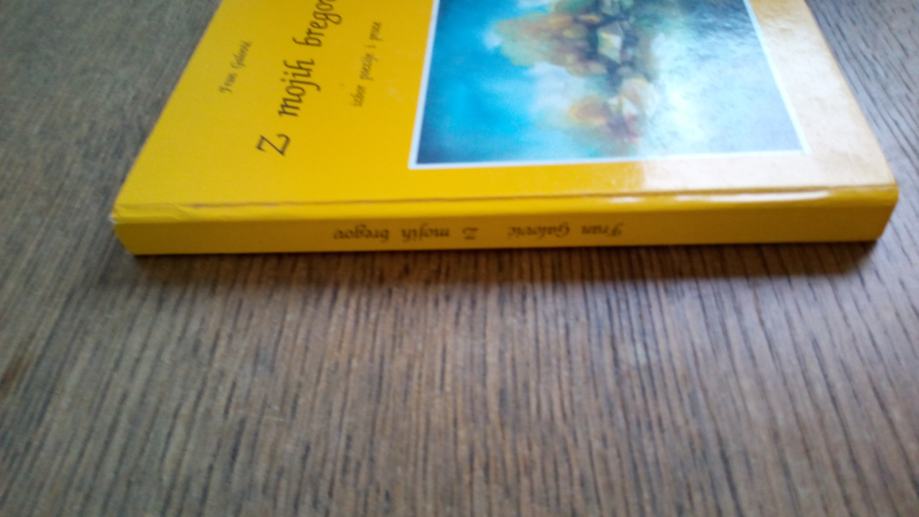 Fran Galović
Z mojih bregov
izbor poezije i proze
Fran Galović Z mojih bregov